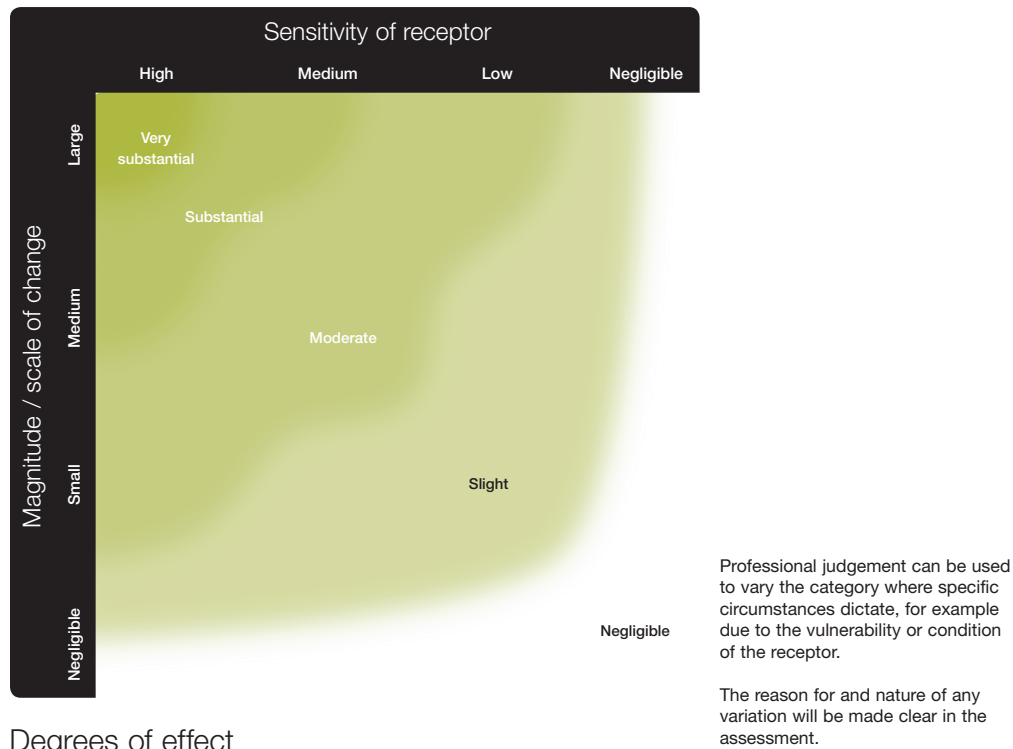 Sensitivity of receptor
High Medium Low Negligible
Magnitude / scale of change
Large
Medium
Small
Negligible
Very
substantial
Substantial
Moderate
Slight
Negligible
Professional judgement can be used
to vary the category where specific
circumstances dictate, for example
due to the vulnerability or condition
of the receptor.
The reason for and nature of any
variation will be made clear in the
assessment.
Degrees of effect